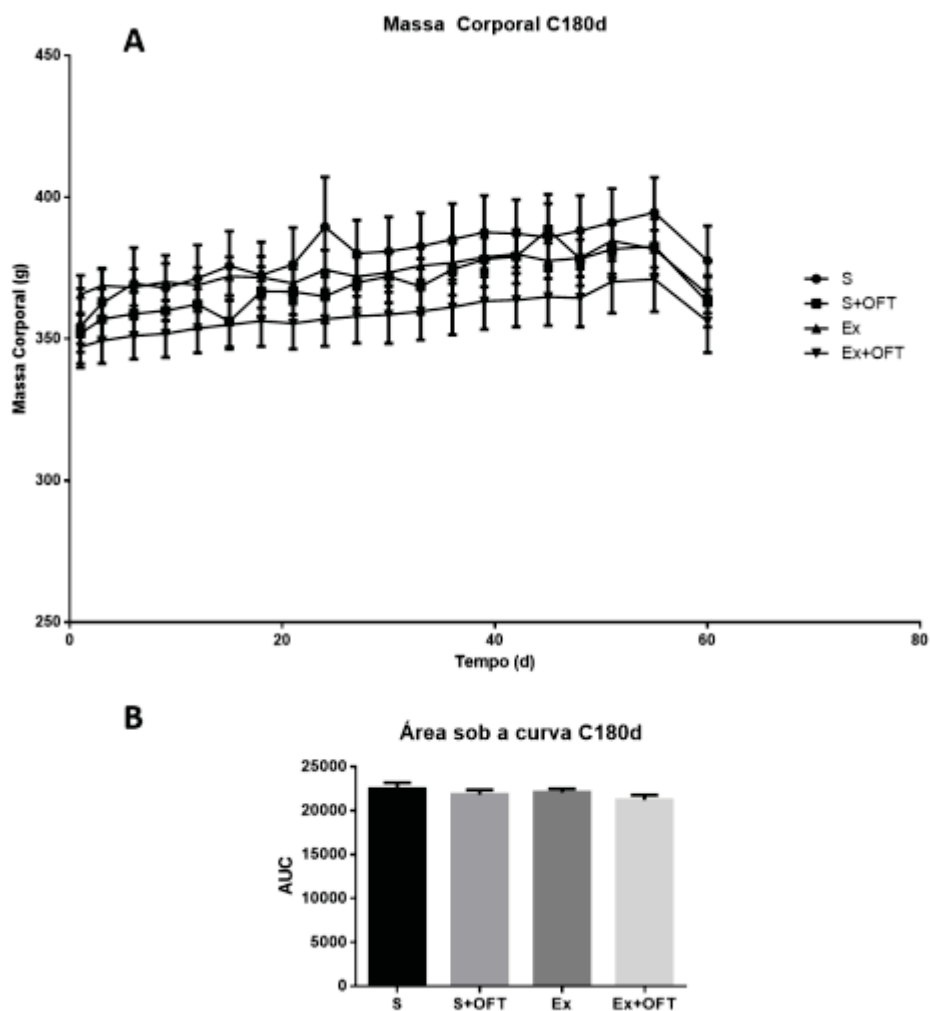 A
Massa Corporal C180d
450
400
350
300
250
Massa Corporal (g)
0
20
40
60
80
Tempo (d)
S
S+OFT
Ex
Ex+OFT
B
Área sob a curva C180d
25000
20000
15000
10000
5000
0
AUC
S
S+OFT
Ex
Ex+OFT